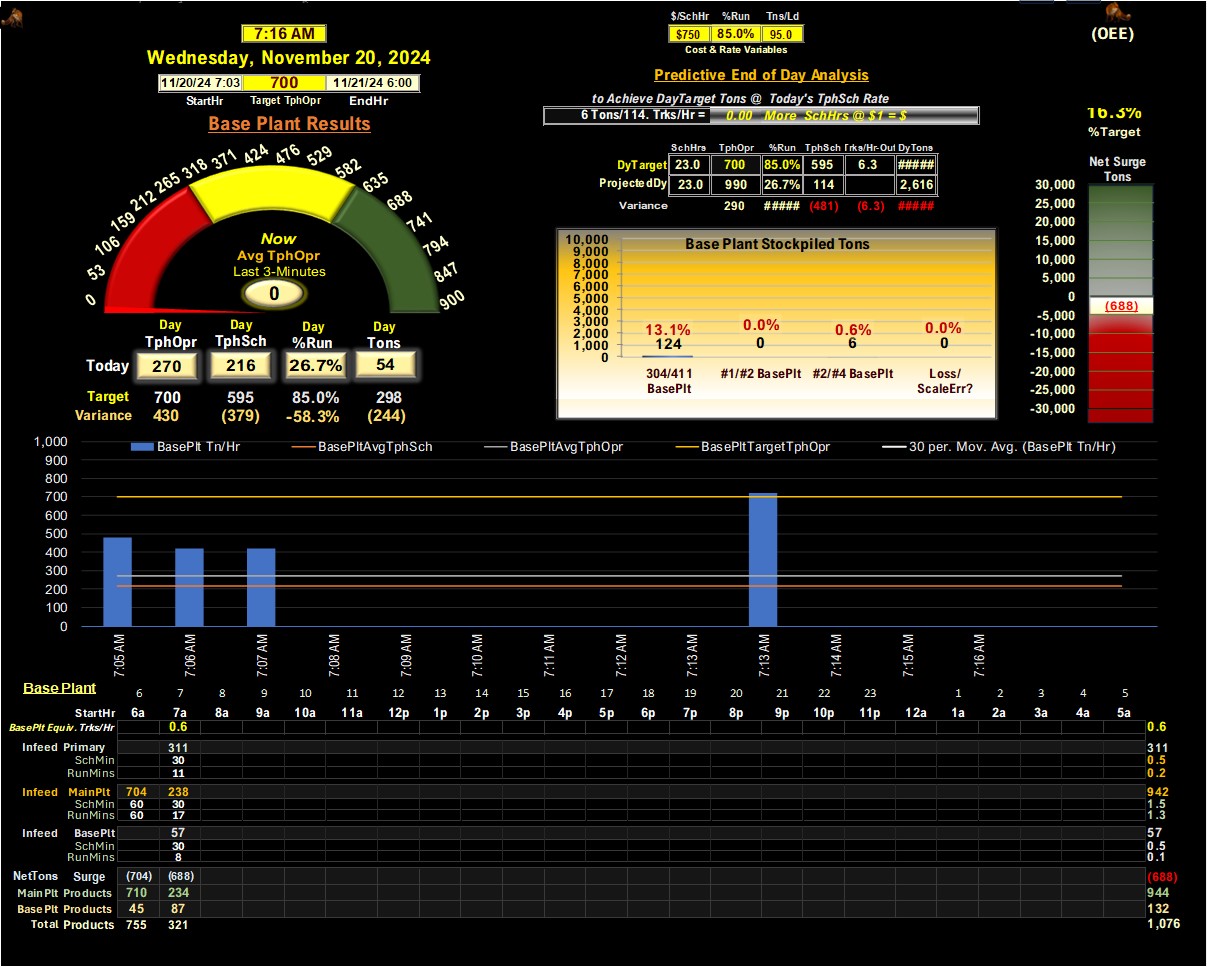 7:16 AM
Wednesday, November 20, 2024
11/20/24 7:03 700 11/21/24 6:00
StartHr Target TphOpr EndHr
Base Plant Results
0 53 106 159 212 265 318 371 424 476 529 582 635 688 741 794 847 900
Now
Avg TphOpr
Last 3-Minutes
0
Day Day Day Day
TphOpr TphSch %Run Tons
Today 270 216 26.7% 54
Target 700 595 85.0% 298
Variance 430 (379) -58.3% (244)
$/SchHr %Run Tns/Ld
$750 85.0% 95.0
Cost & Rate Variables
Predictive End of Day Analysis
to Achieve DayTarget Tons @ Today's TphSch Rate
6 Tons/114. Trks/Hr = 0.00 More SchHrs @ $1 = $
SchHrs TphOpr %Run TphSch Trks/Hr-Out DyTons
DyTarget 23.0 700 85.0% 595 6.3 #####
ProjectedDy 23.0 990 26.7% 114 2,616
Variance 290 ##### (481) (6.3) #####
(OEE)
16.3%
%Target
Net Surge
Tons
30,000
25,000
20,000
15,000
10,000
5,000
0
(688)
-5,000
-10,000
-15,000
-20,000
-25,000
-30,000
Base Plant Stockpiled Tons
10,000
9,000
8,000
7,000
6,000
5,000
4,000
3,000
2,000
1,000
0
13.1% 0.0% 0.6% 0.0%
124 0 6 0
304/411 #1/#2 BasePlt #2/#4 BasePlt Loss/
BasePlt ScaleErr?
BasePlt Tn/Hr BasePltAvgTphSch BasePltAvgTphOpr BasePltTargetTphOpr 30 per. Mov. Avg. (BasePlt Tn/Hr)
1,000
900
800
700
600
500
400
300
200
100
0
7:05 AM 7:06 AM 7:07 AM 7:08 AM 7:09 AM 7:10 AM 7:11 AM 7:12 AM 7:13 AM 7:13 AM 7:14 AM 7:15 AM 7:16 AM
Base Plant
6 7 8 9 10 11 12 13 14 15 16 17 18 19 20 21 22 23 1 2 3 4 5
StartHr 6a 7a 8a 9a 10a 11a 12p 1p 2p 3p 4p 5p 6p 7p 8p 9p 10p 11p 12a 1a 2a 3a 4a 5a
BasePlt Equiv. Trks/Hr 0.6 0.6
Infeed Primary 311 311
SchMin 30 0.5
RunMins 11 0.2
Infeed MainPlt 704 238 942
SchMin 60 30 1.5
RunMins 60 17 1.3
Infeed BasePlt 57 57
SchMin 30 0.5
RunMins 8 0.1
NetTons Surge (704) (688) (688)
MainPlt Products 710 234 944
BasePlt Products 45 87 132
Total Products 755 321 1,076